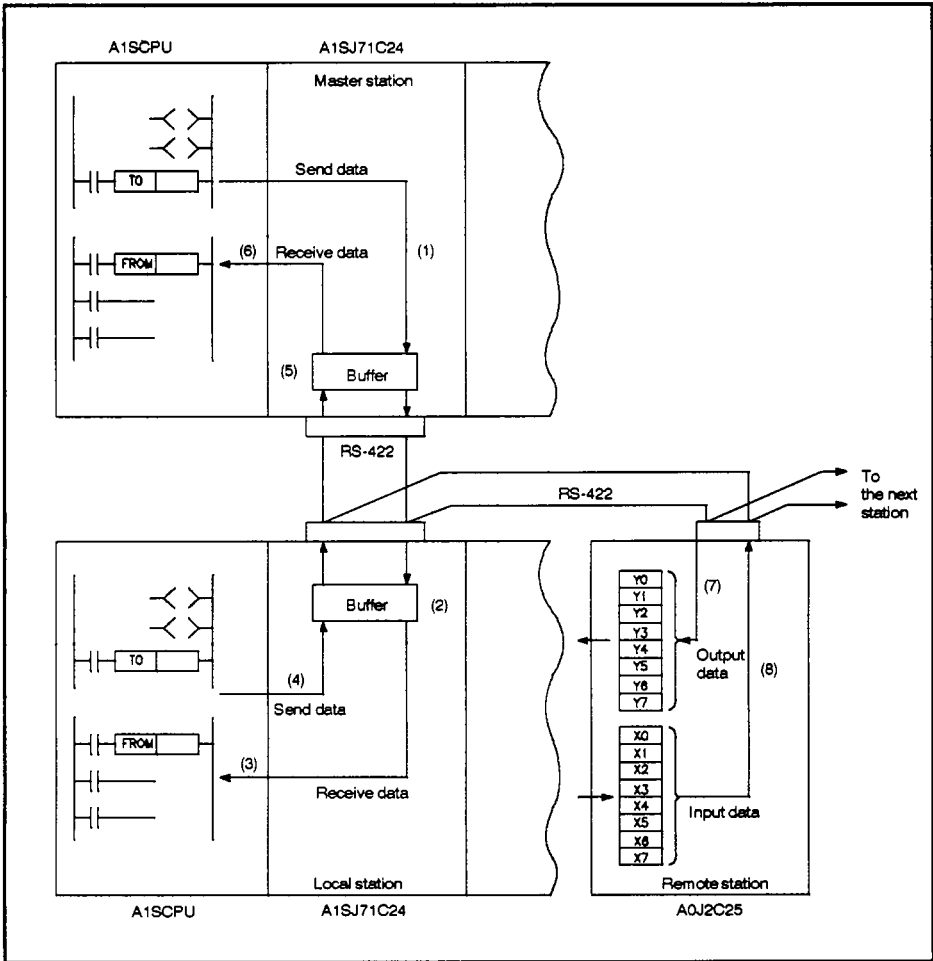 A1SCPU
A1SJ71C24
Master station
TO
Send data
(1)
(6)
Receive data
FROM
(5)
Buffer
RS-422
RS-422
To
the next
station
Buffer
(2)
TO
(4)
Send data
FROM
(3)
Receive data
Local station
A1SCPU
A1SJ71C24
Y0
Y1
Y2
Y3
Y4
Y5
Y6
Y7
(7)
Output
data
(8)
X0
X1
X2
X3
X4
X5
X6
X7
Input data
Remote station
A0J2C25